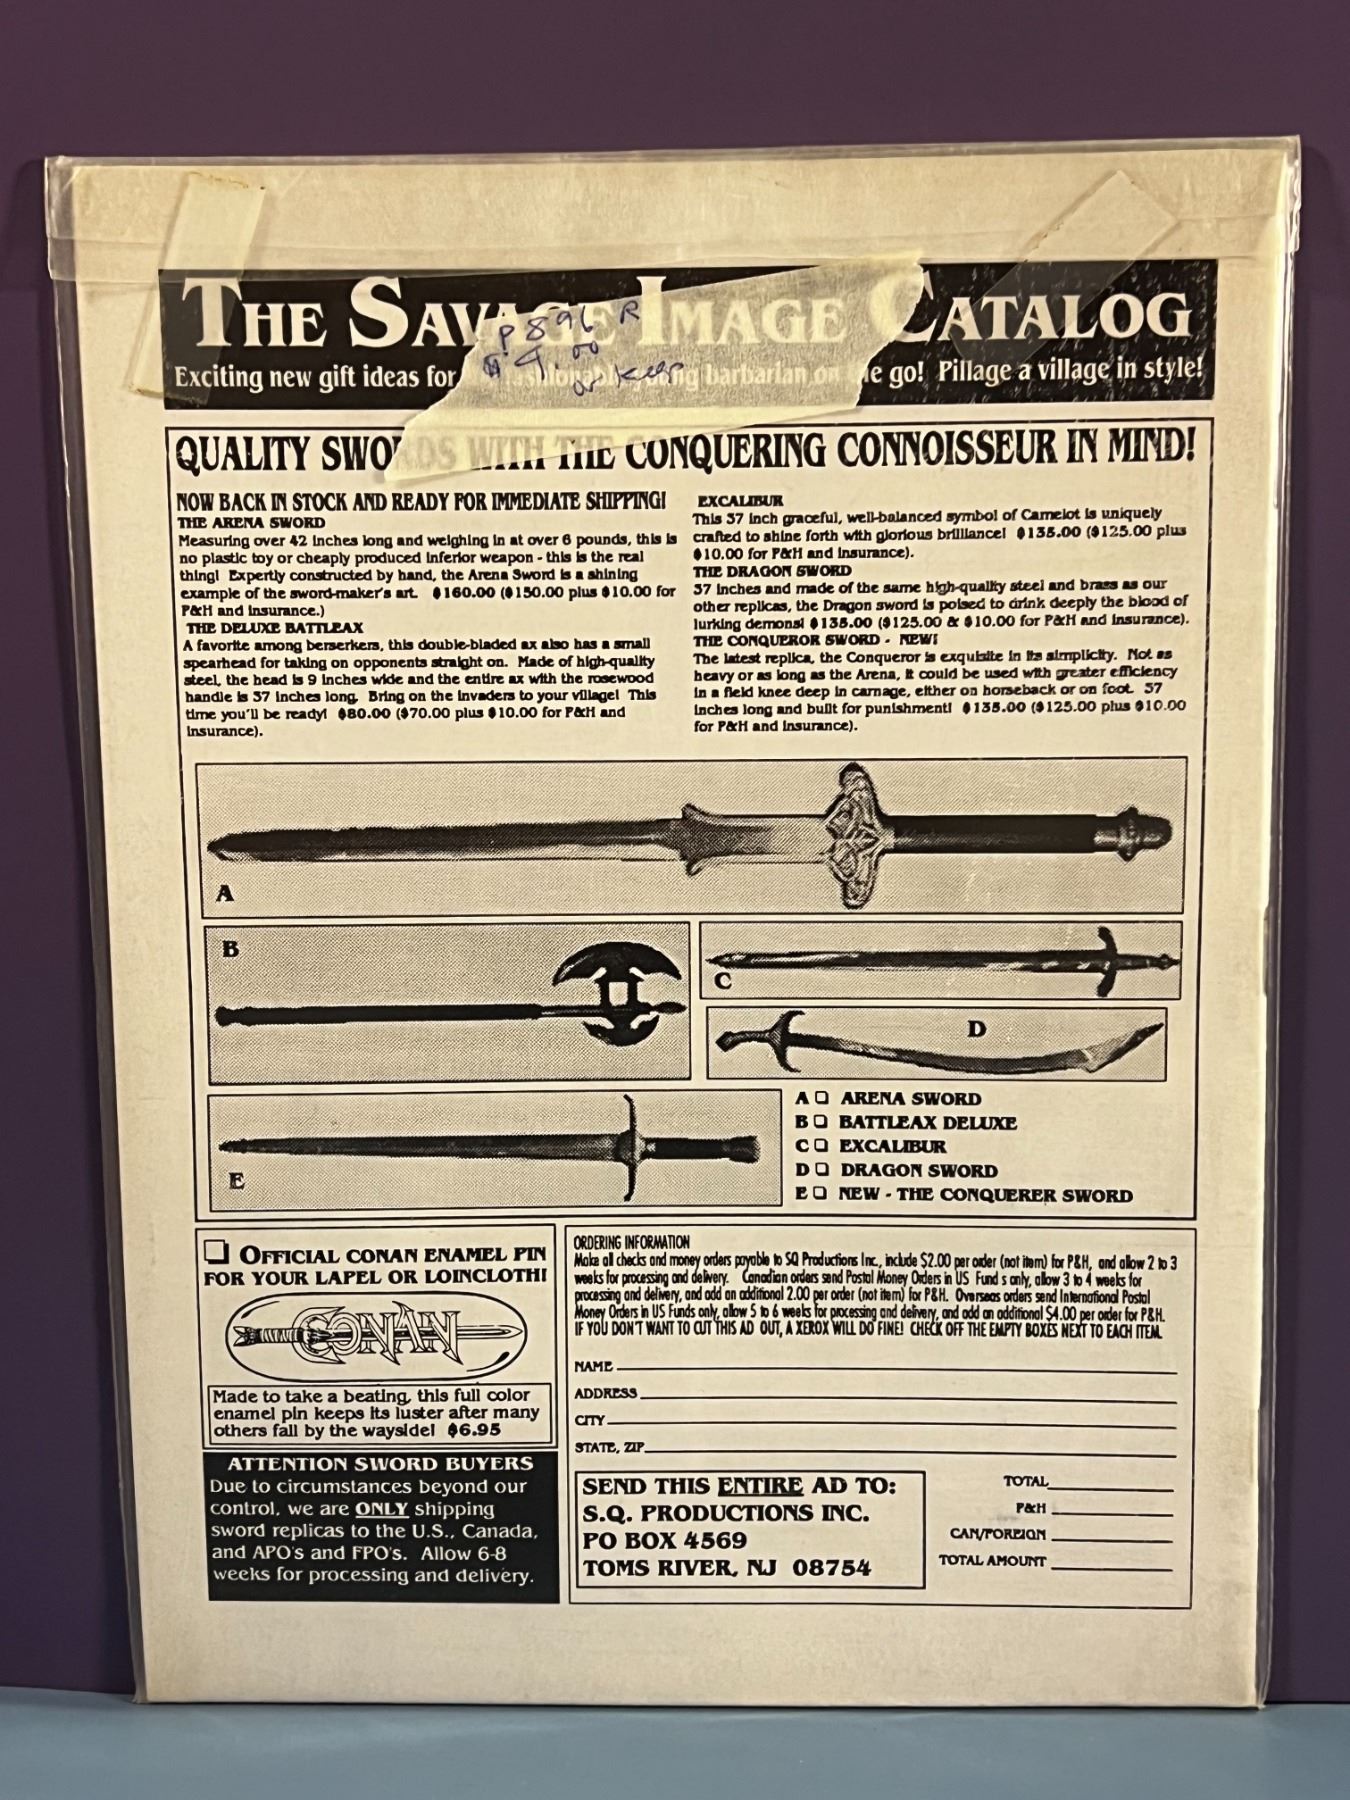 THE SAVAGE IMAGE CATALOG
P 896 R
$9.00
or keep
Exciting new gift ideas for fashionable young barbarian on the go! Pillage a village in style!
QUALITY SWORDS WITH THE CONQUERING CONNOISSEUR IN MIND!
NOW BACK IN STOCK AND READY FOR IMMEDIATE SHIPPING!
THE ARENA SWORD
Measuring over 42 inches long and weighing in at over 6 pounds, this is
no plastic toy or cheaply produced inferior weapon - this is the real
thing! Expertly constructed by hand, the Arena Sword is a shining
example of the sword-maker's art. $160.00 ($150.00 plus $10.00 for
P&H and insurance.)
THE DELUXE BATTLEAX
A favorite among berserkers, this double-bladed ax also has a small
spearhead for taking on opponents straight on. Made of high-quality
steel, the head is 9 inches wide and the entire ax with the rosewood
handle is 37 inches long. Bring on the invaders to your village! This
time you'll be ready! $80.00 ($70.00 plus $10.00 for P&H and
insurance).
EXCALIBUR
This 37 inch graceful, well-balanced symbol of Camelot is uniquely
crafted to shine forth with glorious brilliance! $135.00 ($125.00 plus
$10.00 for P&H and insurance).
THE DRAGON SWORD
37 inches and made of the same high-quality steel and brass as our
other replicas, the Dragon sword is poised to drink deeply the blood of
lurking demons! $135.00 ($125.00 & $10.00 for P&H and insurance).
THE CONQUEROR SWORD - NEW!
The latest replica, the Conqueror is exquisite in its simplicity. Not as
heavy or as long as the Arena, it could be used with greater efficiency
in a field knee deep in carnage, either on horseback or on foot. 37
inches long and built for punishment! $135.00 ($125.00 plus $10.00
for P&H and insurance).
A
B
C
D
E
A ❏ ARENA SWORD
B ❏ BATTLEAX DELUXE
C ❏ EXCALIBUR
D ❏ DRAGON SWORD
E ❏ NEW - THE CONQUERER SWORD
❏ OFFICIAL CONAN ENAMEL PIN
FOR YOUR LAPEL OR LOINCLOTH!
CONAN
Made to take a beating, this full color
enamel pin keeps its luster after many
others fall by the wayside! $6.95
ATTENTION SWORD BUYERS
Due to circumstances beyond our
control, we are ONLY shipping
sword replicas to the U.S., Canada,
and APO's and FPO's. Allow 6-8
weeks for processing and delivery.
ORDERING INFORMATION
Make all checks and money orders payable to SQ Productions Inc., include $2.00 per order (not item) for P&H, and allow 2 to 3
weeks for processing and delivery. Canadian orders send Postal Money Orders in US Fund s only, allow 3 to 4 weeks for
processing and delivery, and add an additional 2.00 per order (not item) for P&H. Overseas orders send International Postal
Money Orders in US Funds only, allow 5 to 6 weeks for processing and delivery, and add an additional $4.00 per order for P&H.
IF YOU DON'T WANT TO CUT THIS AD OUT, A XEROX WILL DO FINE! CHECK OFF THE EMPTY BOXES NEXT TO EACH ITEM.
NAME
ADDRESS
CITY
STATE, ZIP
SEND THIS ENTIRE AD TO:
S.Q. PRODUCTIONS INC.
PO BOX 4569
TOMS RIVER, NJ 08754
TOTAL
P&H
CAN/FOREIGN
TOTAL AMOUNT